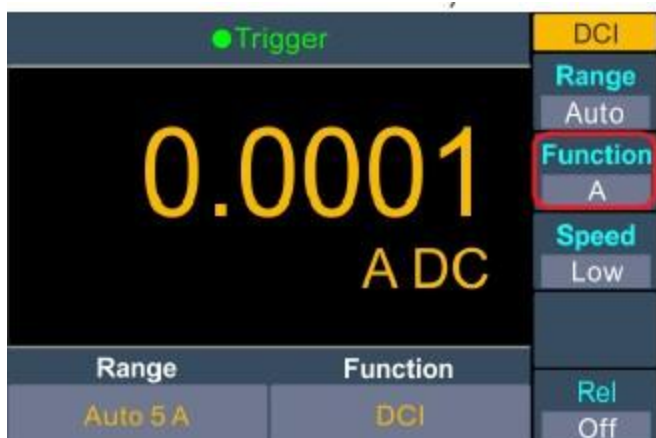 Trigger
0.0001
A DC
Range
Function
Auto 5 A
DCI
DCI
Range
Auto
Function
A
Speed
Low
Rel
Off